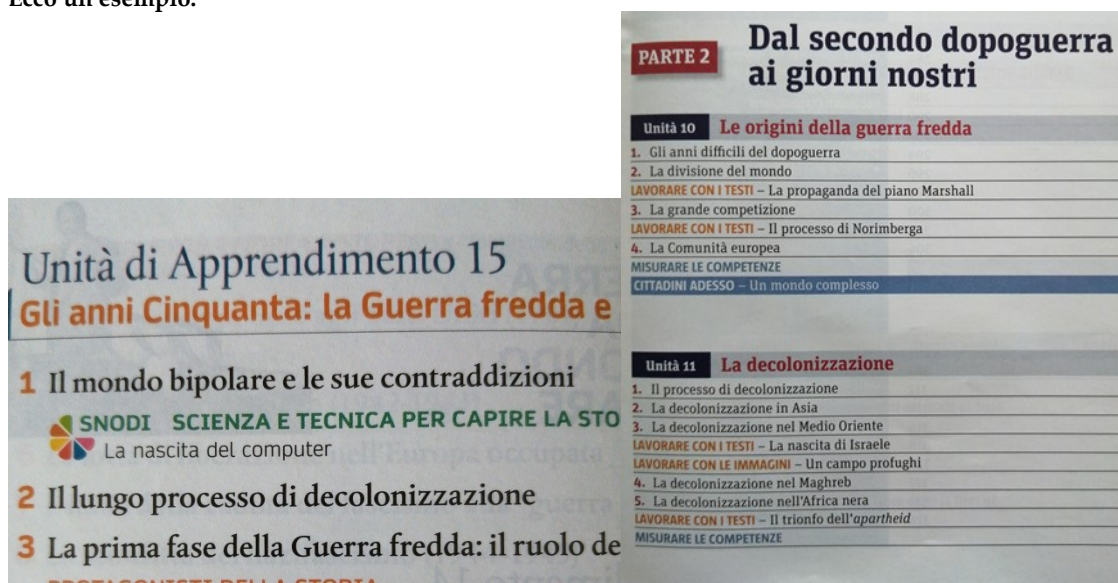 Ecco un esempio:
Unità di Apprendimento 15
Gli anni Cinquanta: la Guerra fredda e
1 Il mondo bipolare e le sue contraddizioni
SNODI SCIENZA E TECNICA PER CAPIRE LA STO
La nascita del computer
2 Il lungo processo di decolonizzazione
3 La prima fase della Guerra fredda: il ruolo de
PROTAGONISTI DELLA STORIA
PARTE 2
Dal secondo dopoguerra
ai giorni nostri
Unità 10 Le origini della guerra fredda
1. Gli anni difficili del dopoguerra
2. La divisione del mondo
LAVORARE CON I TESTI – La propaganda del piano Marshall
3. La grande competizione
LAVORARE CON I TESTI – Il processo di Norimberga
4. La Comunità europea
MISURARE LE COMPETENZE
CITTADINI ADESSO – Un mondo complesso
Unità 11 La decolonizzazione
1. Il processo di decolonizzazione
2. La decolonizzazione in Asia
3. La decolonizzazione nel Medio Oriente
LAVORARE CON I TESTI – La nascita di Israele
LAVORARE CON LE IMMAGINI – Un campo profughi
4. La decolonizzazione nel Maghreb
5. La decolonizzazione nell'Africa nera
LAVORARE CON I TESTI – Il trionfo dell'apartheid
MISURARE LE COMPETENZE